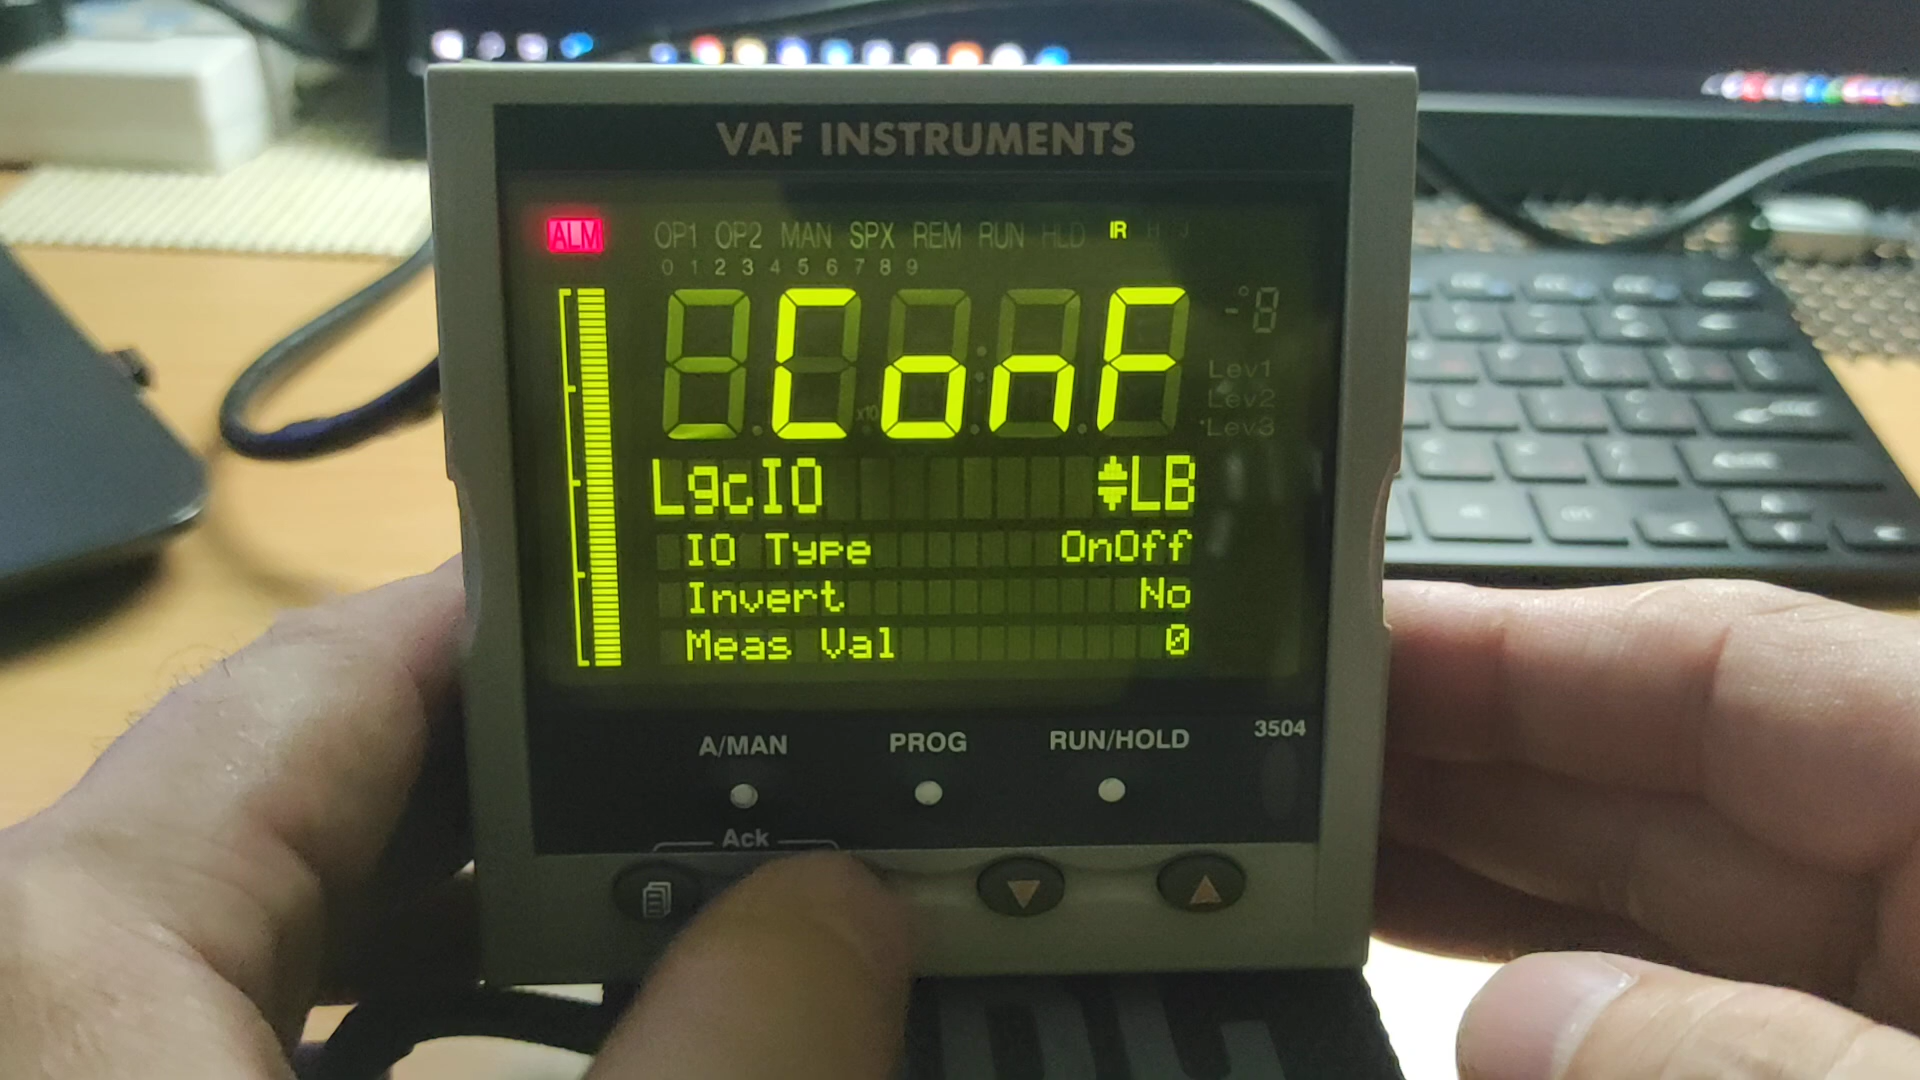 VAF INSTRUMENTS
ALM OP1 OP2 MAN SPX REM RUN HLD IR
0 1 2 3 4 5 6 7 8 9
ConF
Lev1
Lev2
Lev3
LgcIO LB
IO Type OnOff
Invert No
Meas Val 0
3504
A/MAN PROG RUN/HOLD
Ack